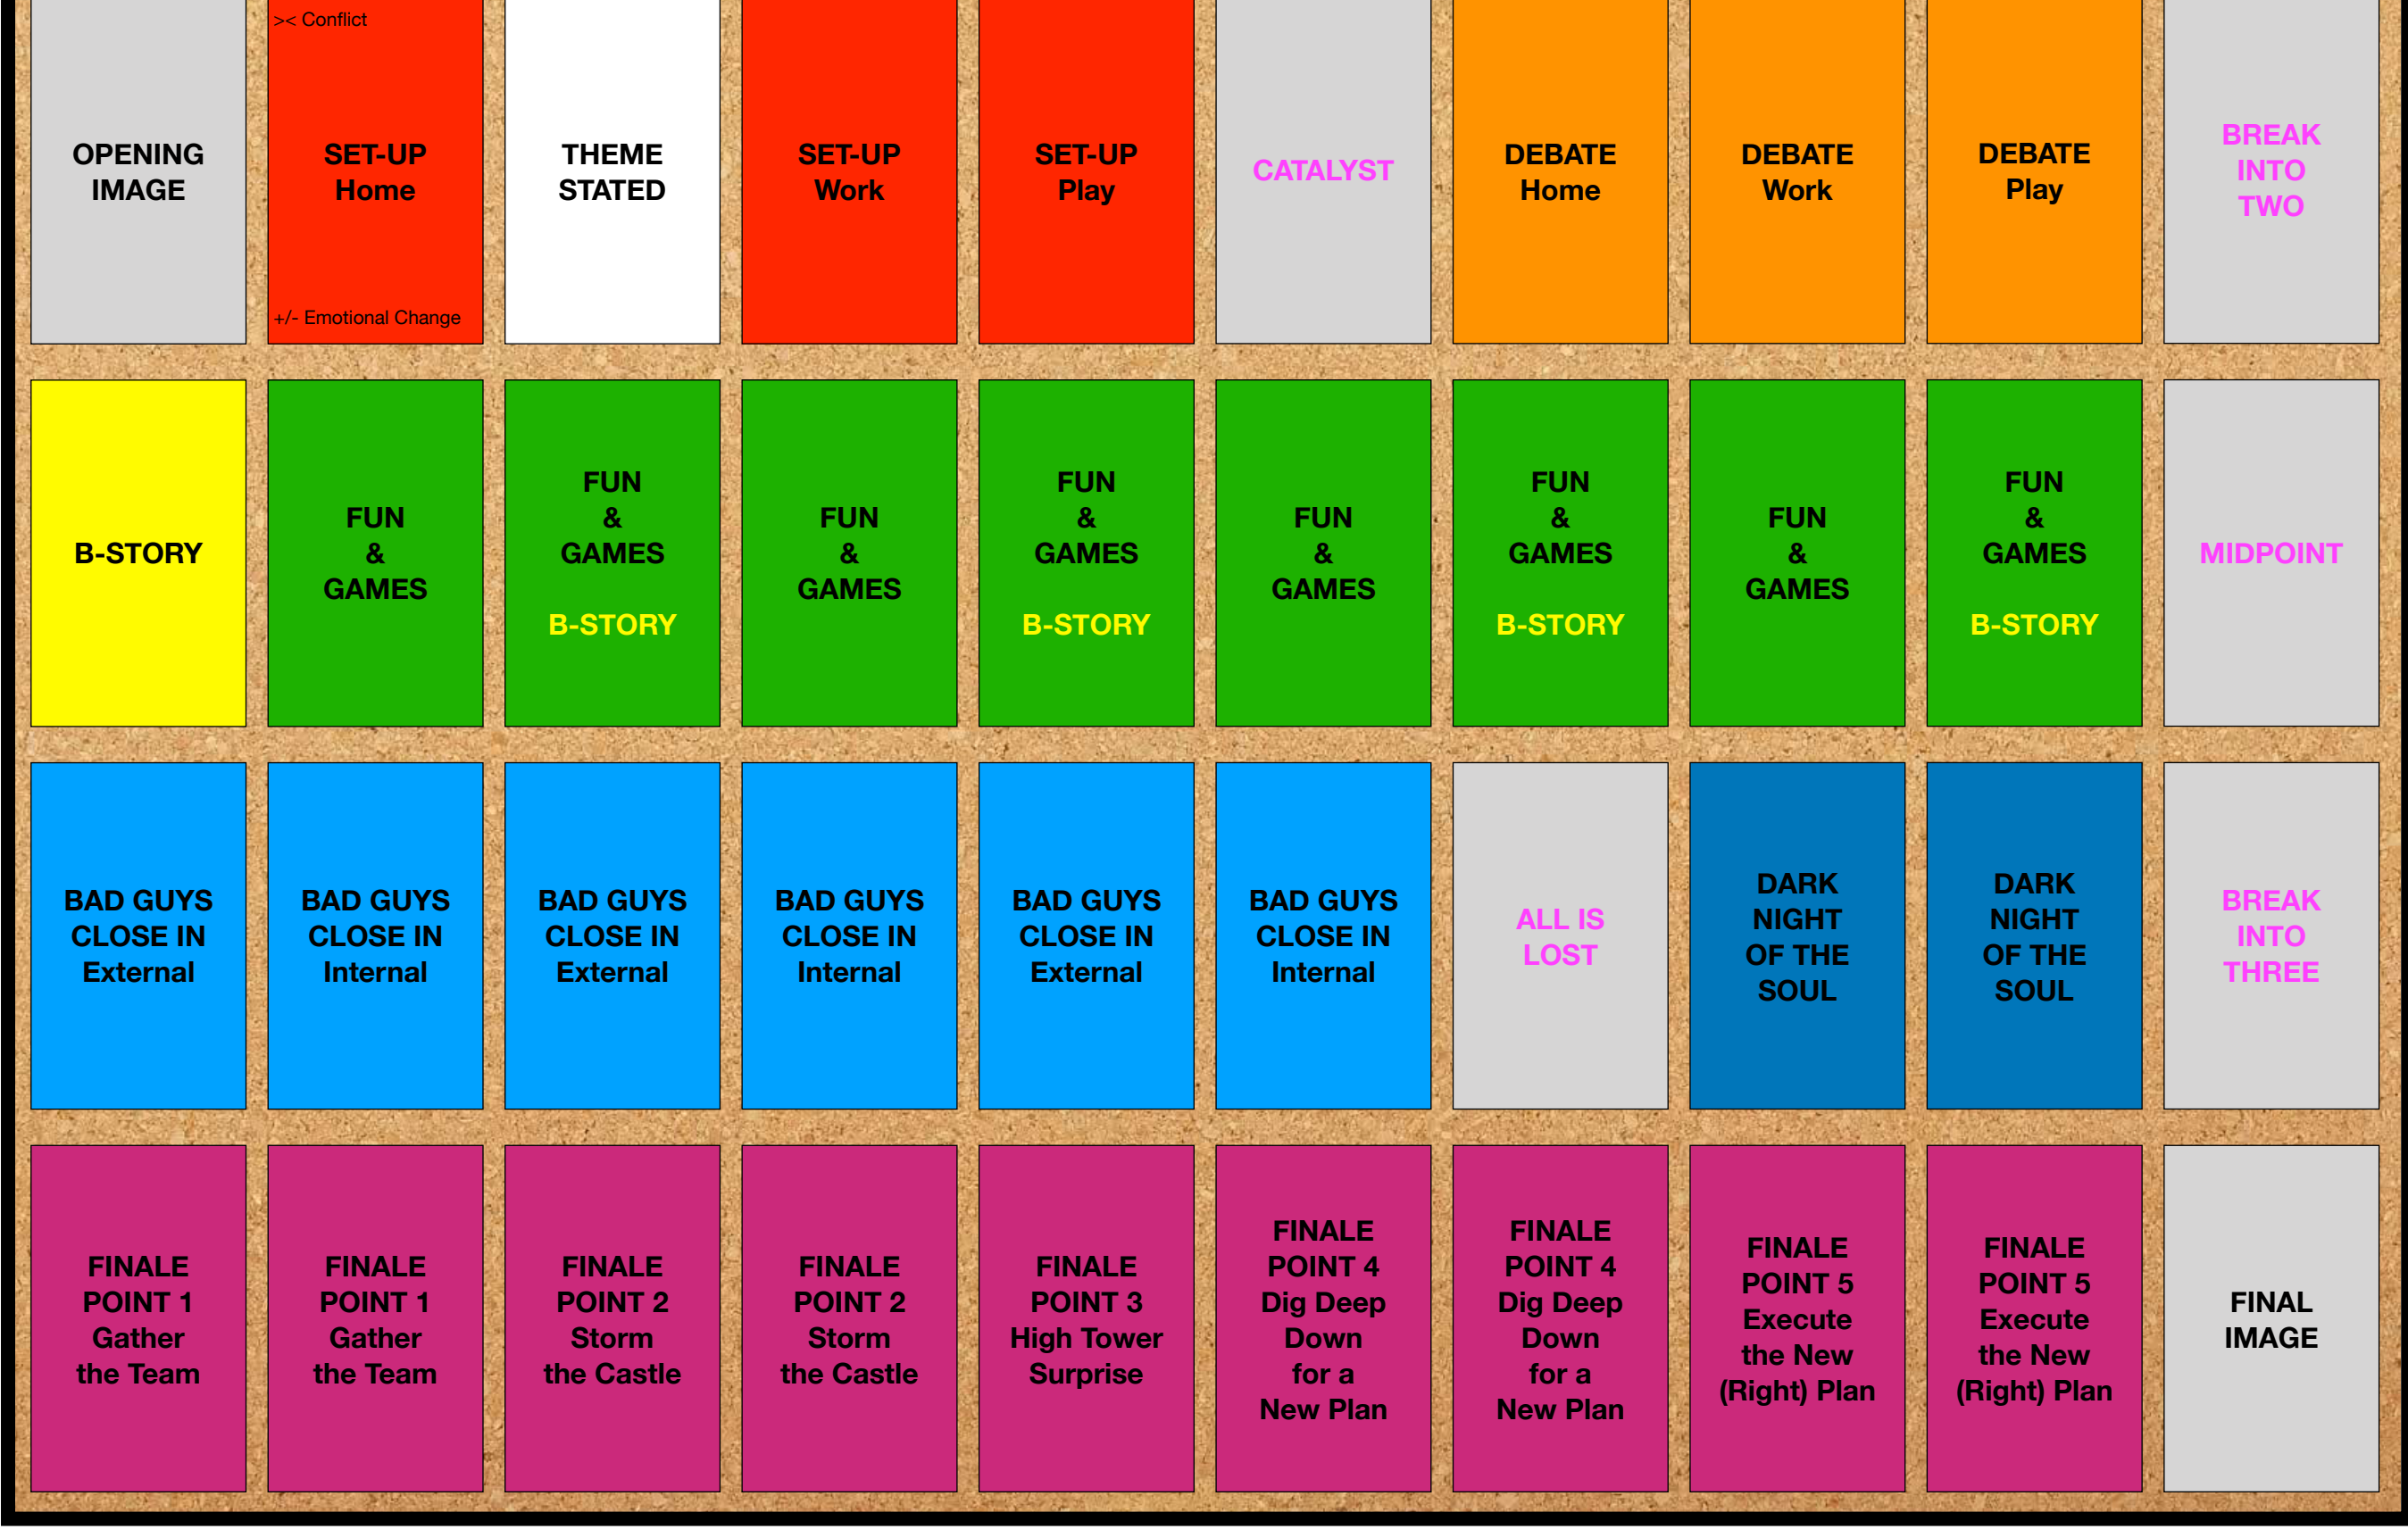 >< Conflict
OPENING
IMAGE
SET-UP
Home
+/- Emotional Change
THEME
STATED
SET-UP
Work
SET-UP
Play
CATALYST
DEBATE
Home
DEBATE
Work
DEBATE
Play
BREAK
INTO
TWO
B-STORY
FUN
&
GAMES
FUN
&
GAMES
B-STORY
FUN
&
GAMES
FUN
&
GAMES
B-STORY
FUN
&
GAMES
FUN
&
GAMES
B-STORY
FUN
&
GAMES
FUN
&
GAMES
B-STORY
MIDPOINT
BAD GUYS
CLOSE IN
External
BAD GUYS
CLOSE IN
Internal
BAD GUYS
CLOSE IN
External
BAD GUYS
CLOSE IN
Internal
BAD GUYS
CLOSE IN
External
BAD GUYS
CLOSE IN
Internal
ALL IS
LOST
DARK
NIGHT
OF THE
SOUL
DARK
NIGHT
OF THE
SOUL
BREAK
INTO
THREE
FINALE
POINT 1
Gather
the Team
FINALE
POINT 1
Gather
the Team
FINALE
POINT 2
Storm
the Castle
FINALE
POINT 2
Storm
the Castle
FINALE
POINT 3
High Tower
Surprise
FINALE
POINT 4
Dig Deep
Down
for a
New Plan
FINALE
POINT 4
Dig Deep
Down
for a
New Plan
FINALE
POINT 5
Execute
the New
(Right) Plan
FINALE
POINT 5
Execute
the New
(Right) Plan
FINAL
IMAGE